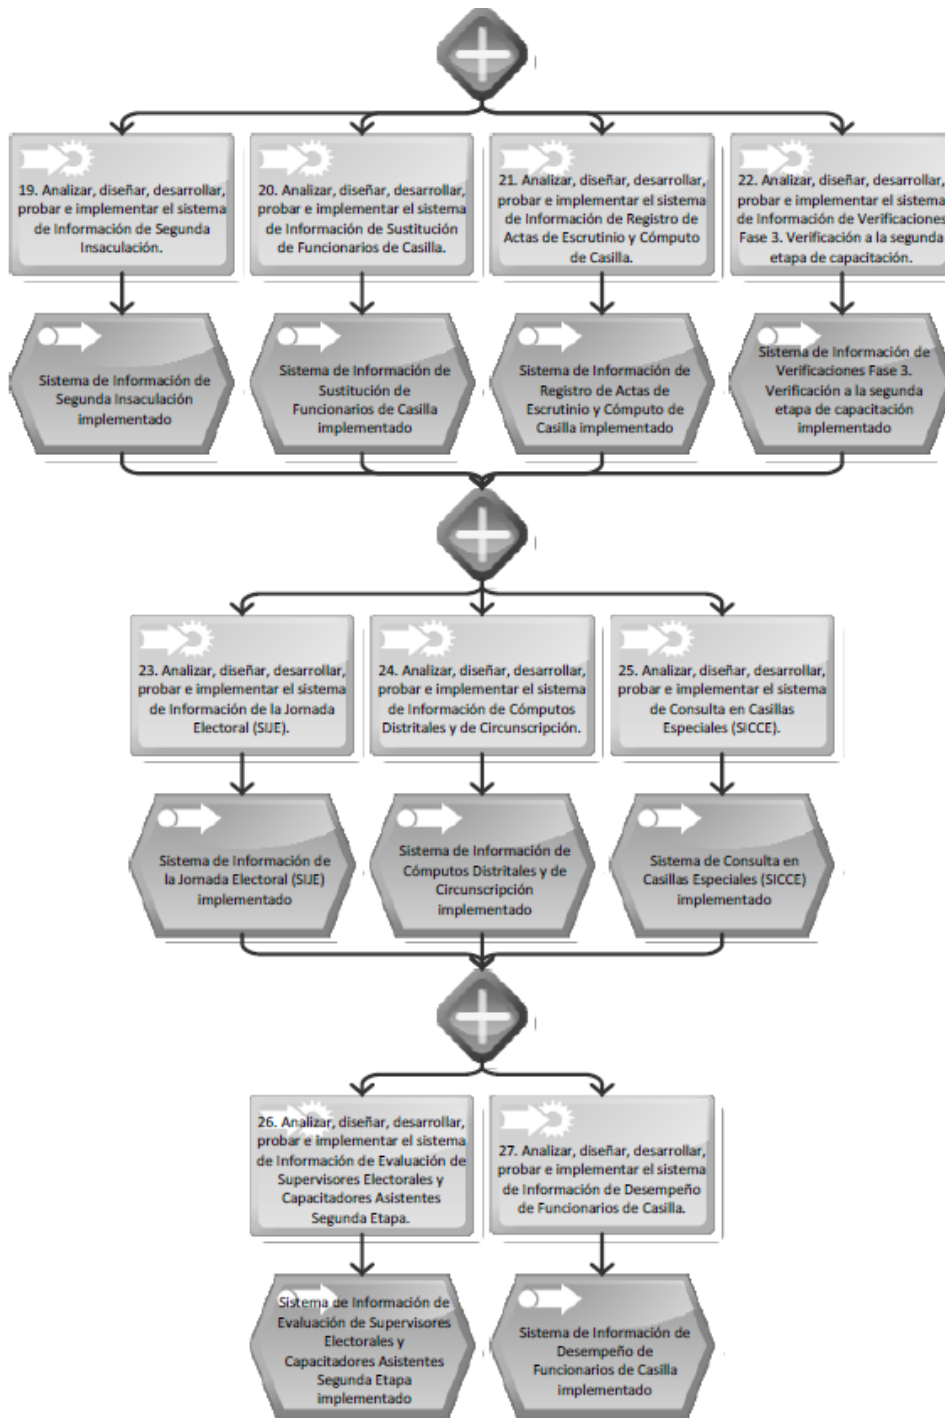 19. Analizar, diseñar, desarrollar,
probar e implementar el sistema
de Información de Segunda
Insaculación.
20. Analizar, diseñar, desarrollar,
probar e implementar el sistema
de Información de Sustitución
de Funcionarios de Casilla.
21. Analizar, diseñar, desarrollar,
probar e implementar el sistema
de Información de Registro de
Actas de Escrutinio y Cómputo
de Casilla.
22. Analizar, diseñar, desarrollar,
probar e implementar el sistema
de Información de Verificaciones
Fase 3. Verificación a la segunda
etapa de capacitación.
Sistema de Información de
Segunda Insaculación
implementado
Sistema de Información de
Sustitución de
Funcionarios de Casilla
implementado
Sistema de Información de
Registro de Actas de
Escrutinio y Cómputo de
Casilla implementado
Sistema de Información de
Verificaciones Fase 3.
Verificación a la segunda
etapa de capacitación
implementado
23. Analizar, diseñar, desarrollar,
probar e implementar el sistema
de Información de la Jornada
Electoral (SIJE).
24. Analizar, diseñar, desarrollar,
probar e implementar el sistema
de Información de Cómputos
Distritales y de Circunscripción.
25. Analizar, diseñar, desarrollar,
probar e implementar el sistema
de Consulta en Casillas
Especiales (SICCE).
Sistema de Información de
la Jornada Electoral (SIJE)
implementado
Sistema de Información de
Cómputos Distritales y de
Circunscripción
implementado
Sistema de Consulta en
Casillas Especiales (SICCE)
implementado
26. Analizar, diseñar, desarrollar,
probar e implementar el sistema
de Información de Evaluación de
Supervisores Electorales y
Capacitadores Asistentes
Segunda Etapa.
27. Analizar, diseñar, desarrollar,
probar e implementar el sistema
de Información de Desempeño
de Funcionarios de Casilla.
Sistema de Información de
Evaluación de Supervisores
Electorales y
Capacitadores Asistentes
Segunda Etapa
implementado
Sistema de Información de
Desempeño de
Funcionarios de Casilla
implementado